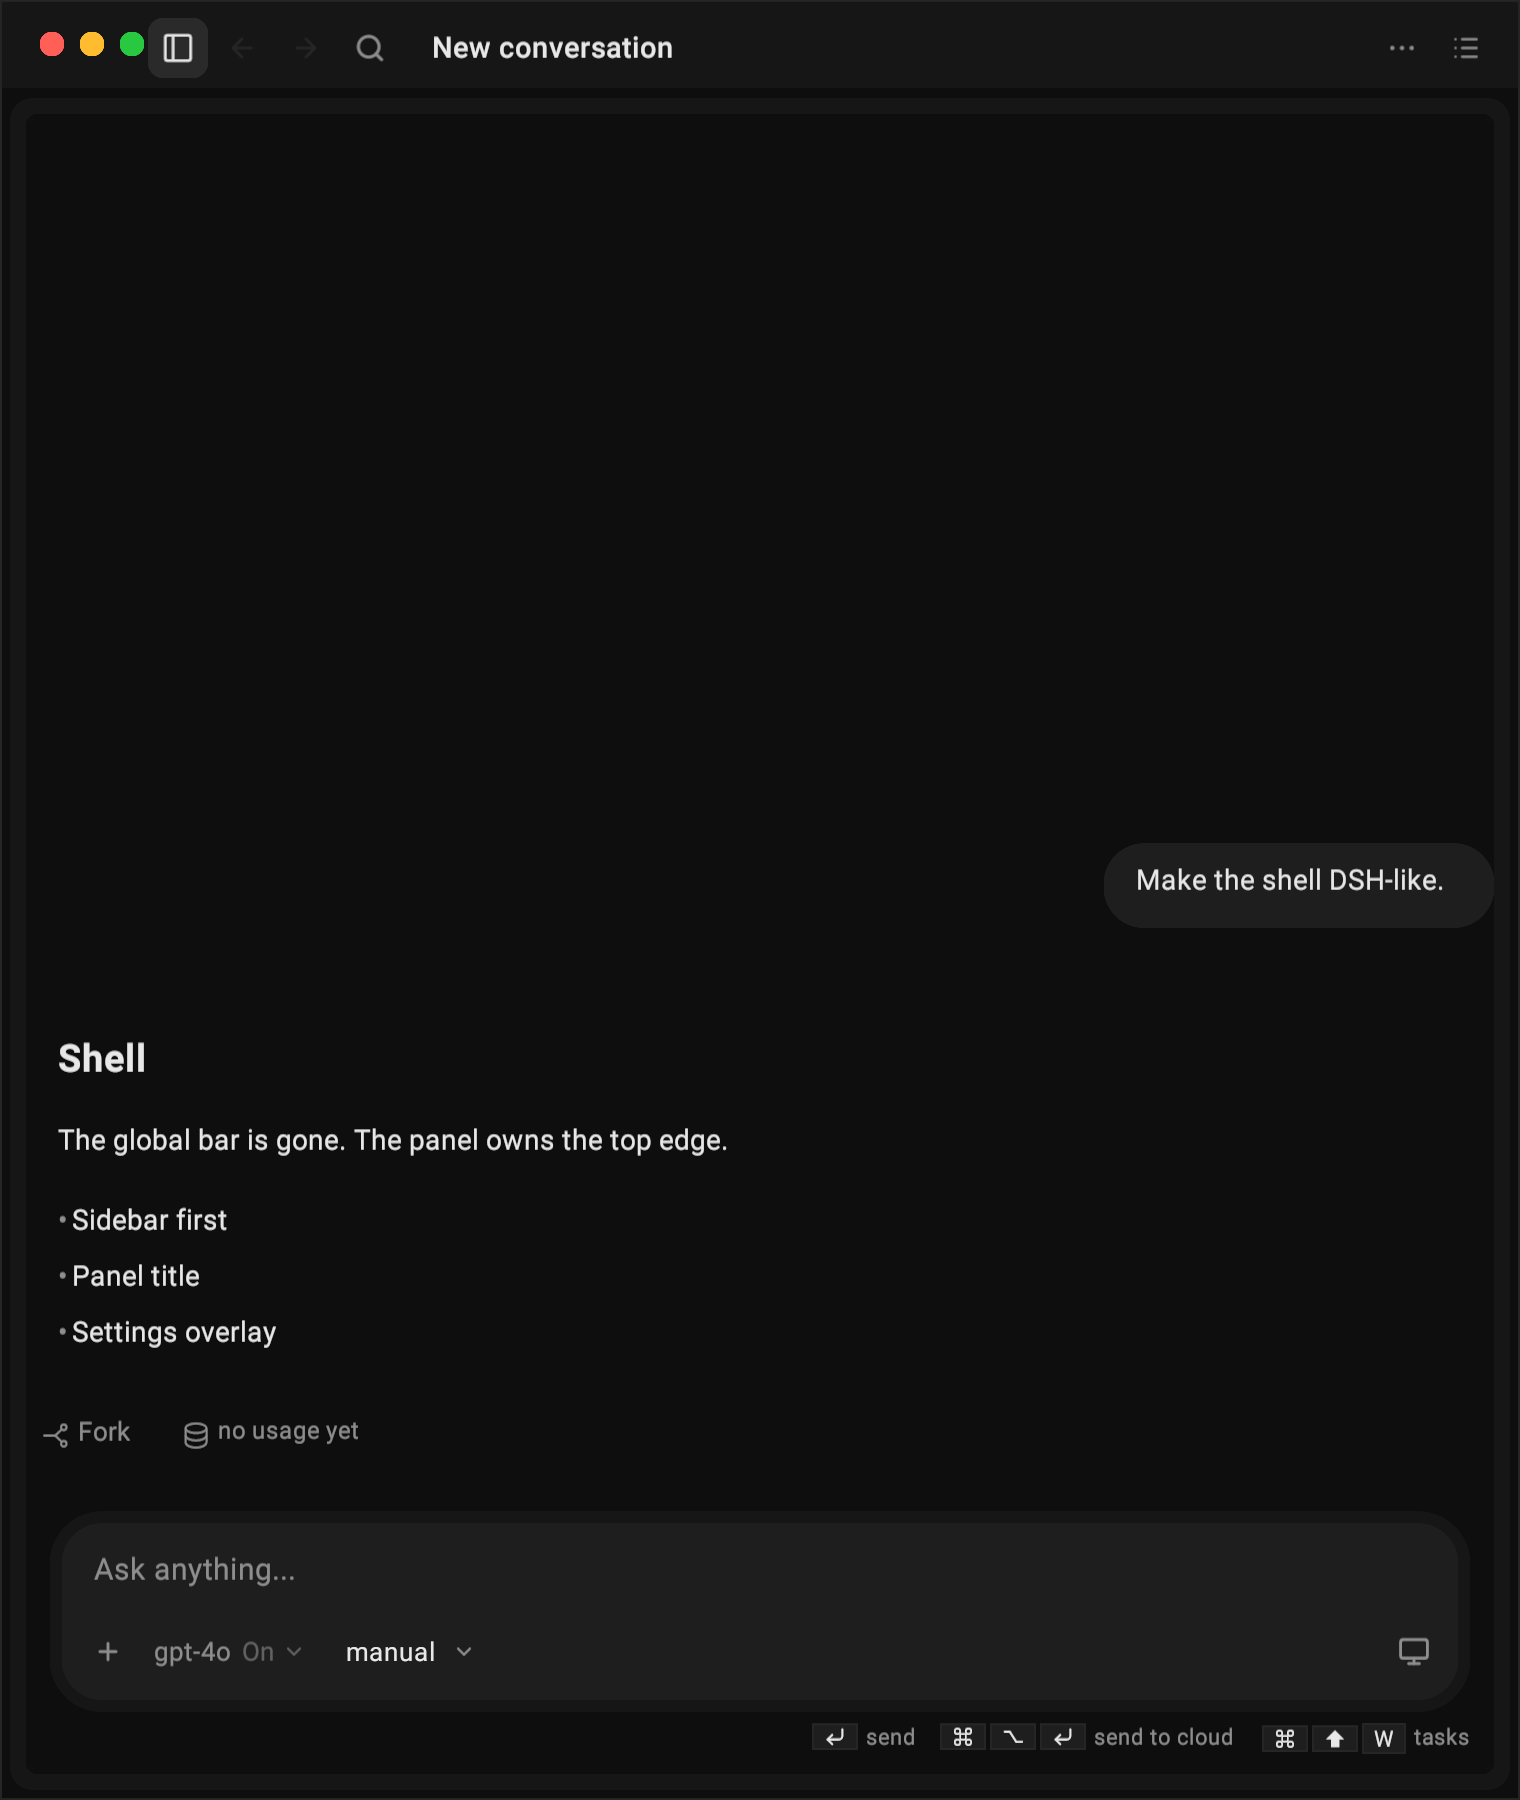 New conversation
Make the shell DSH-like.
Shell
The global bar is gone. The panel owns the top edge.
• Sidebar first
• Panel title
• Settings overlay
Fork no usage yet
Ask anything...
+ gpt-4o On manual
↵ send ⌘ ⌥ ↵ send to cloud ⌘ ⬆ W tasks